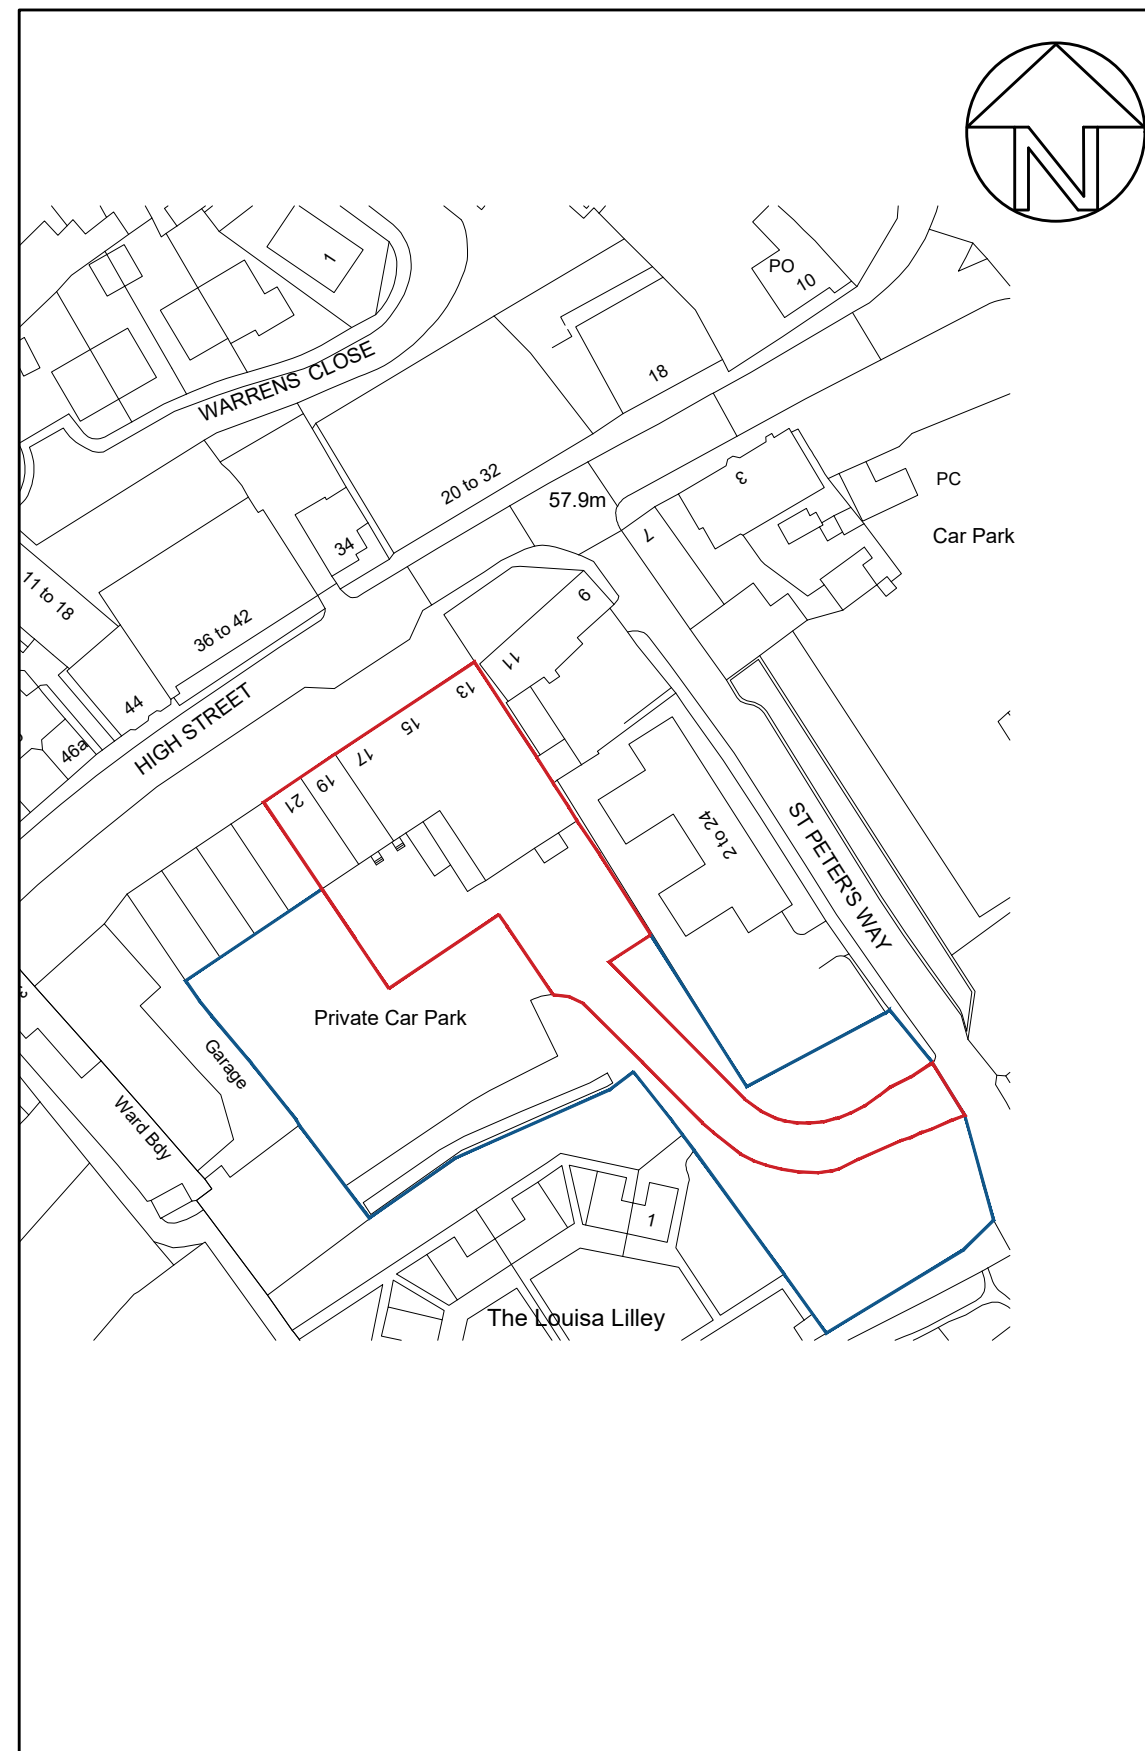 N
1
PO
10
WARRENS CLOSE
18
20 to 32
57.9m
3
PC
7
Car Park
34
11 to 18
36 to 42
9
11
44
13
HIGH STREET
15
46a
17
19
21
2 to 24
ST PETER'S WAY
Private Car Park
Garage
Ward Bdy
1
The Louisa Lilley